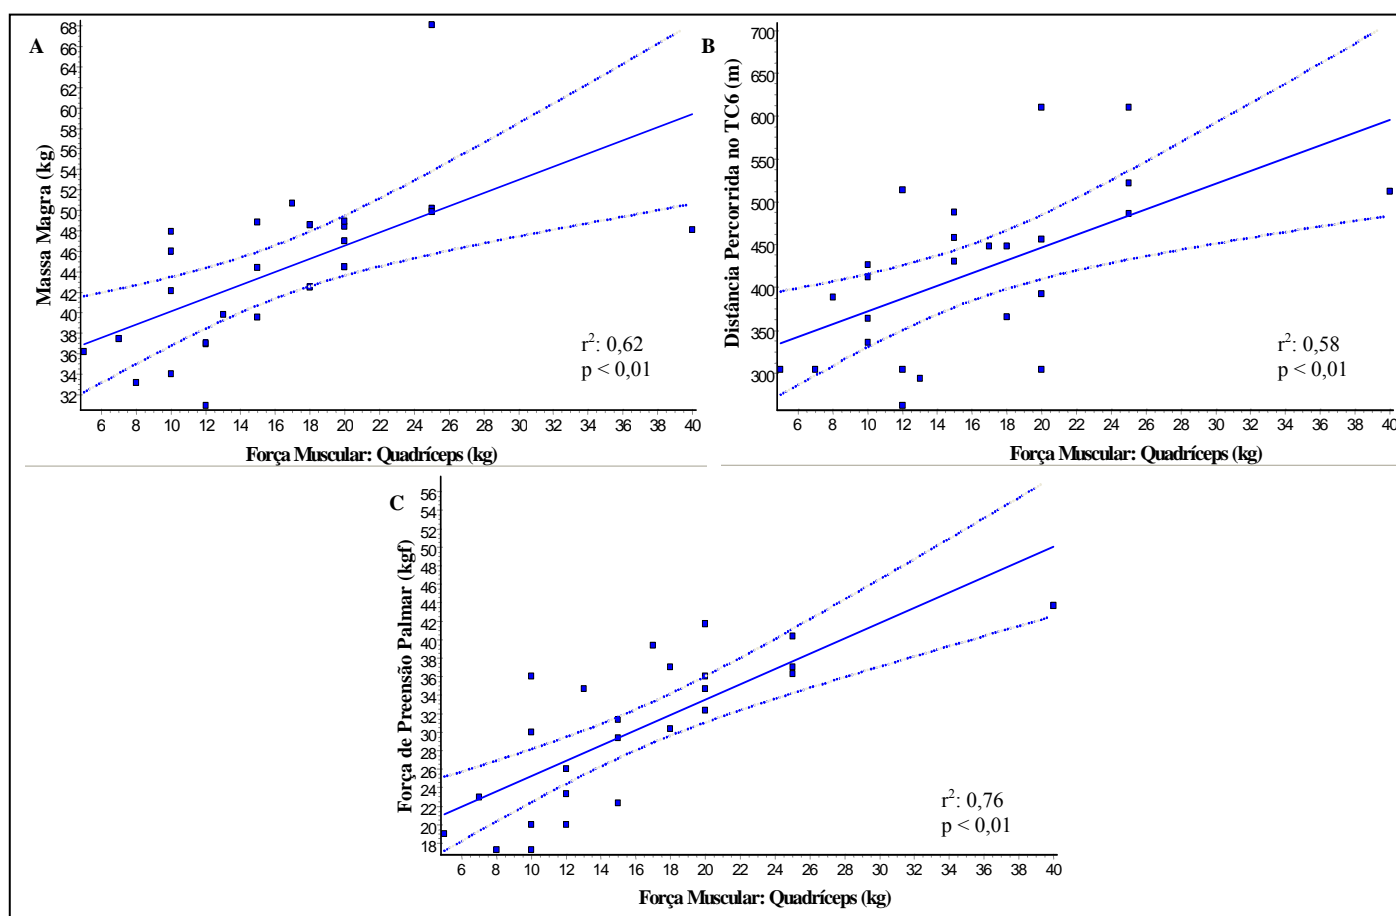 A
Massa Magra (kg)
68
66
64
62
60
58
56
54
52
50
48
46
44
42
40
38
36
34
32
6 8 10 12 14 16 18 20 22 24 26 28 30 32 34 36 38 40
r²: 0,62
p < 0,01
Força Muscular: Quadríceps (kg)
B
Distância Percorrida no TC6 (m)
700
650
600
550
500
450
400
350
300
6 8 10 12 14 16 18 20 22 24 26 28 30 32 34 36 38 40
r²: 0,58
p < 0,01
Força Muscular: Quadríceps (kg)
C
Força de Preensão Palmar (kgf)
56
54
52
50
48
46
44
42
40
38
36
34
32
30
28
26
24
22
20
18
6 8 10 12 14 16 18 20 22 24 26 28 30 32 34 36 38 40
r²: 0,76
p < 0,01
Força Muscular: Quadríceps (kg)